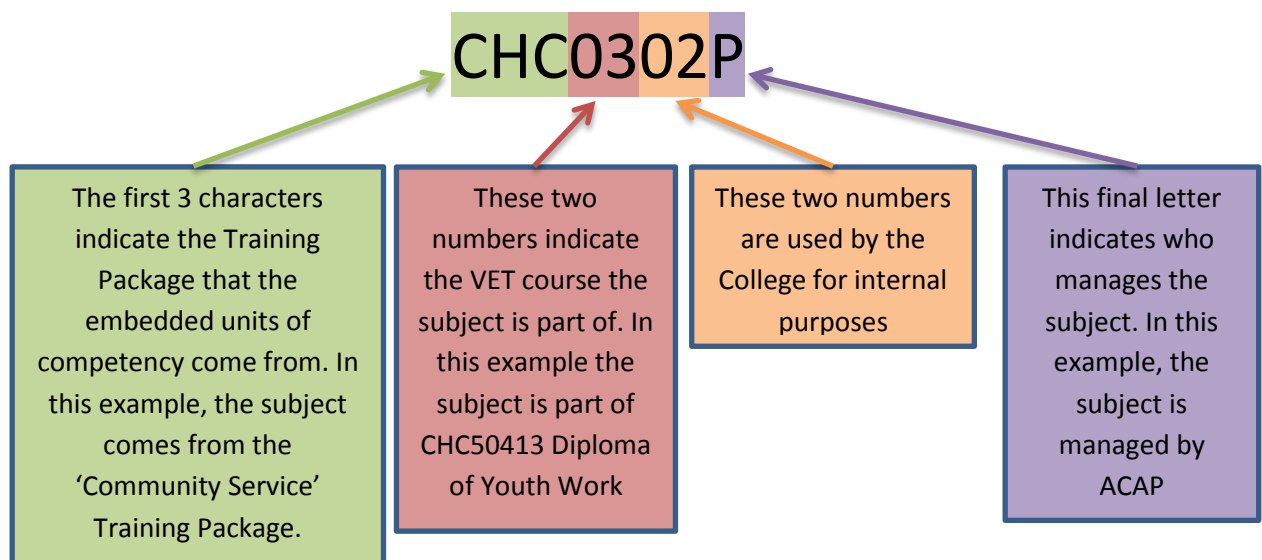 CHC0302P
The first 3 characters
indicate the Training
Package that the
embedded units of
competency come from. In
this example, the subject
comes from the
‘Community Service’
Training Package.
These two
numbers indicate
the VET course the
subject is part of. In
this example the
subject is part of
CHC50413 Diploma
of Youth Work
These two numbers
are used by the
College for internal
purposes
This final letter
indicates who
manages the
subject. In this
example, the
subject is
managed by
ACAP